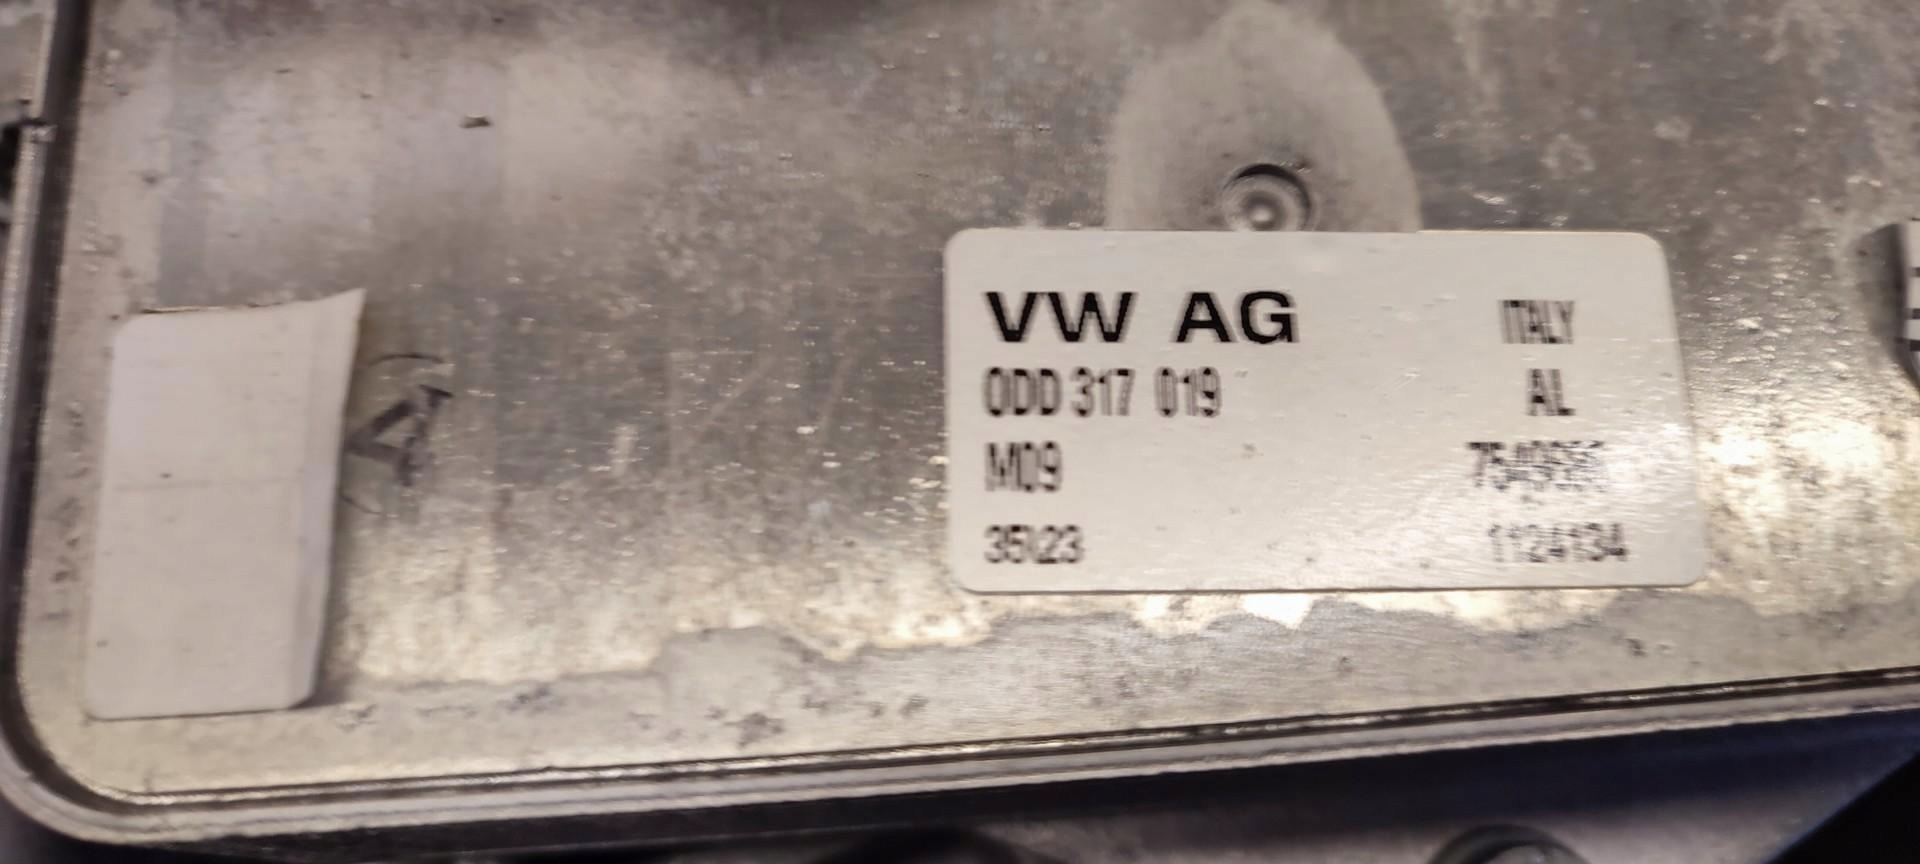 VW AG ITALY
0DD 317 019 AL
M09
35\23 1124134
A